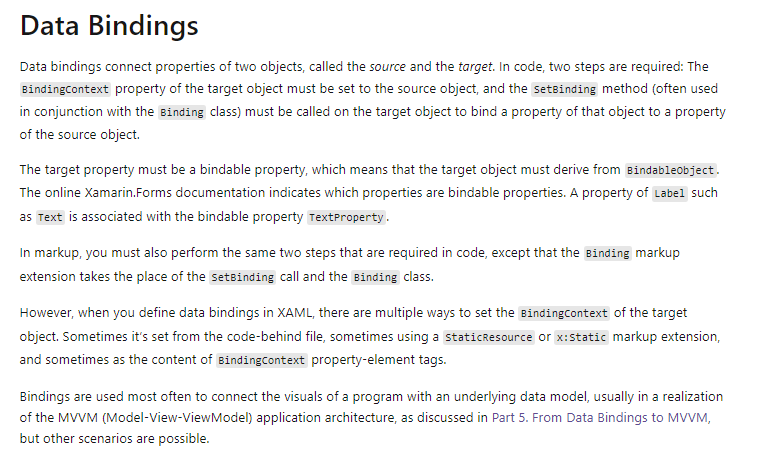 Data Bindings
Data bindings connect properties of two objects, called the source and the target. In code, two steps are required: The
BindingContext property of the target object must be set to the source object, and the SetBinding method (often used
in conjunction with the Binding class) must be called on the target object to bind a property of that object to a property
of the source object.
The target property must be a bindable property, which means that the target object must derive from BindableObject.
The online Xamarin.Forms documentation indicates which properties are bindable properties. A property of Label such
as Text is associated with the bindable property TextProperty.
In markup, you must also perform the same two steps that are required in code, except that the Binding markup
extension takes the place of the SetBinding call and the Binding class.
However, when you define data bindings in XAML, there are multiple ways to set the BindingContext of the target
object. Sometimes it's set from the code-behind file, sometimes using a StaticResource or x:Static markup extension,
and sometimes as the content of BindingContext property-element tags.
Bindings are used most often to connect the visuals of a program with an underlying data model, usually in a realization
of the MVVM (Model-View-ViewModel) application architecture, as discussed in Part 5. From Data Bindings to MVVM,
but other scenarios are possible.